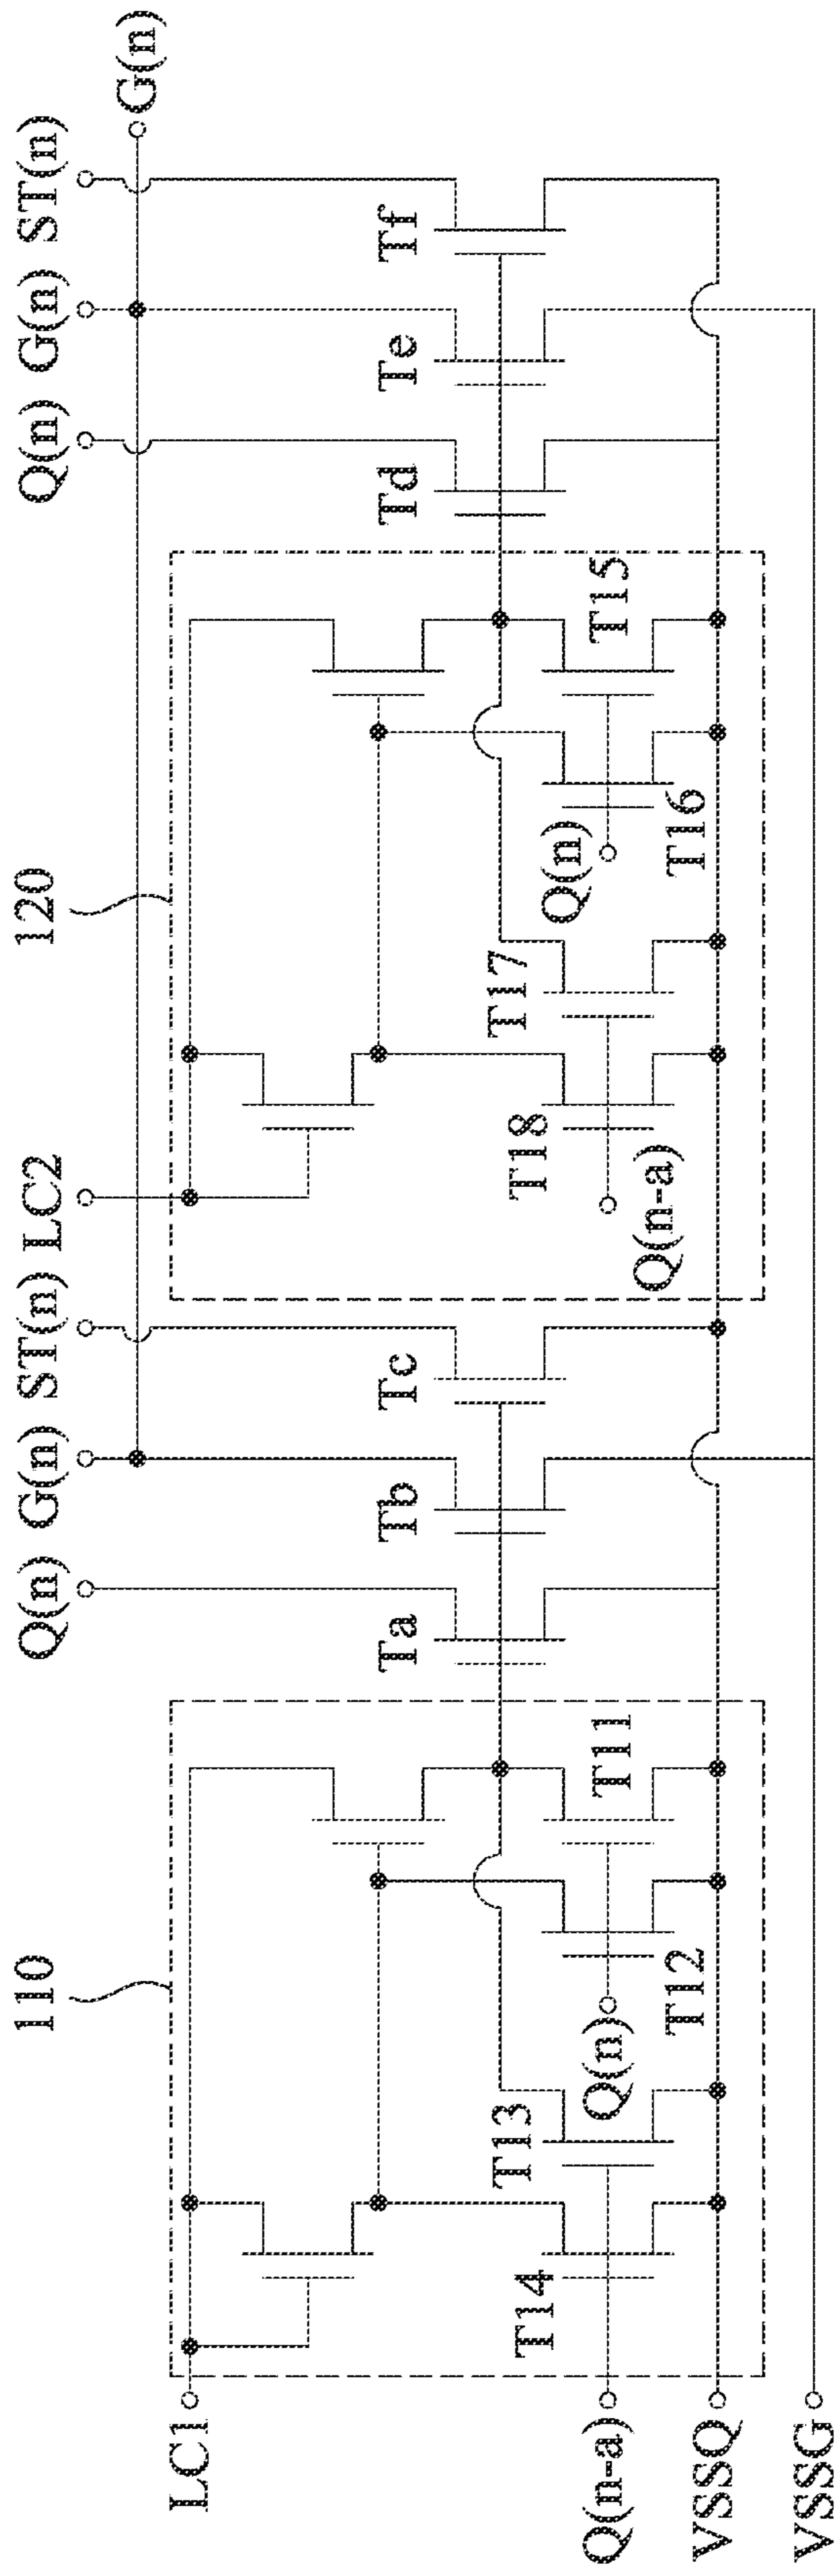 110
120
Q(n) G(n) ST(n) LC2
Q(n) G(n) ST(n)
G(n)
LC1
Ta
Tb
Tc
Td
Te
Tf
T14
T13
Q(n)
T12
T11
T18
T17
Q(n)
T16
T15
Q(n-a)
Q(n-a)
VSSQ
VSSG